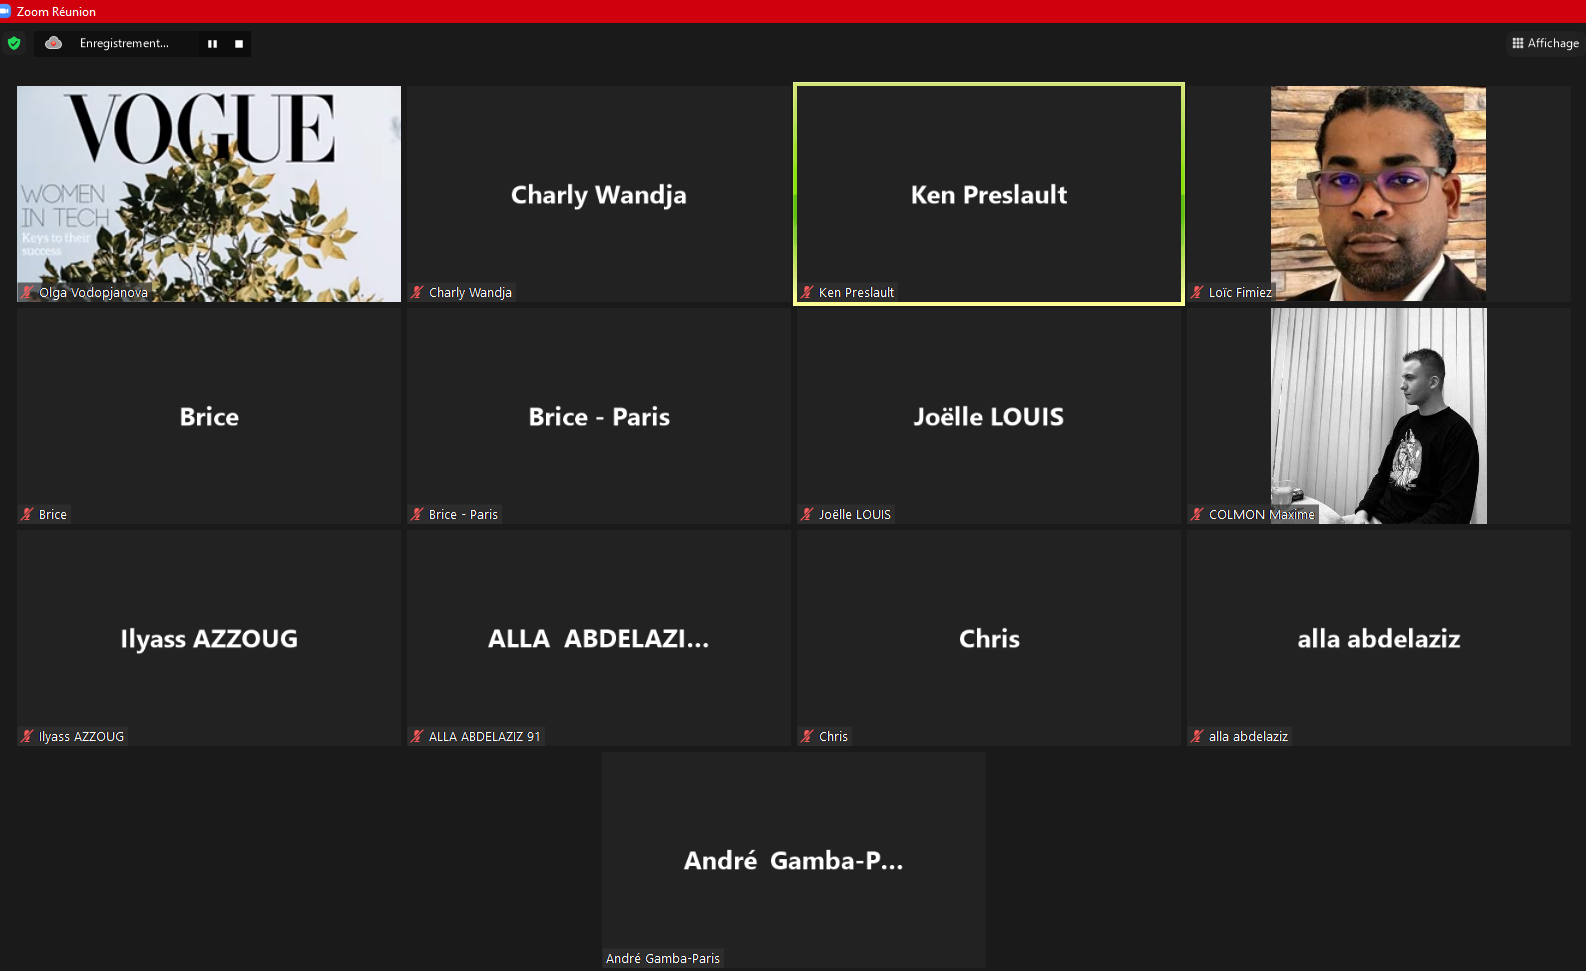 Zoom Réunion
Enregistrement...
Affichage
VOGUE
WOMEN
IN TECH
Keys to their
success
Olga Vodopjanova
Charly Wandja
Charly Wandja
Ken Preslault
Ken Preslault
Loïc Fimiez
Brice
Brice
Brice - Paris
Brice - Paris
Joëlle LOUIS
Joëlle LOUIS
COLMON Maxime
Ilyass AZZOUG
Ilyass AZZOUG
ALLA ABDELAZI...
ALLA ABDELAZIZ 91
Chris
Chris
alla abdelaziz
alla abdelaziz
André Gamba-P...
André Gamba-Paris